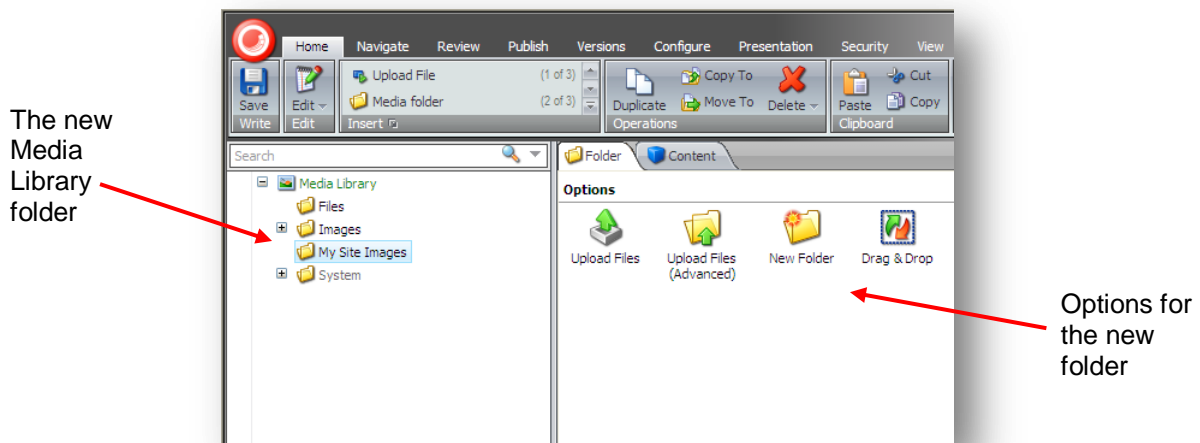 Home Navigate Review Publish Versions Configure Presentation Security View
Upload File (1 of 3) Copy To Cut
Save Edit Media folder (2 of 3) Duplicate Move To Delete Paste Copy
Write Edit Insert Operations Clipboard
The new
Media
Library
folder
Search
Media Library
Files
Images
My Site Images
System
Folder Content
Options
Upload Files Upload Files New Folder Drag & Drop
(Advanced)
Options for
the new
folder